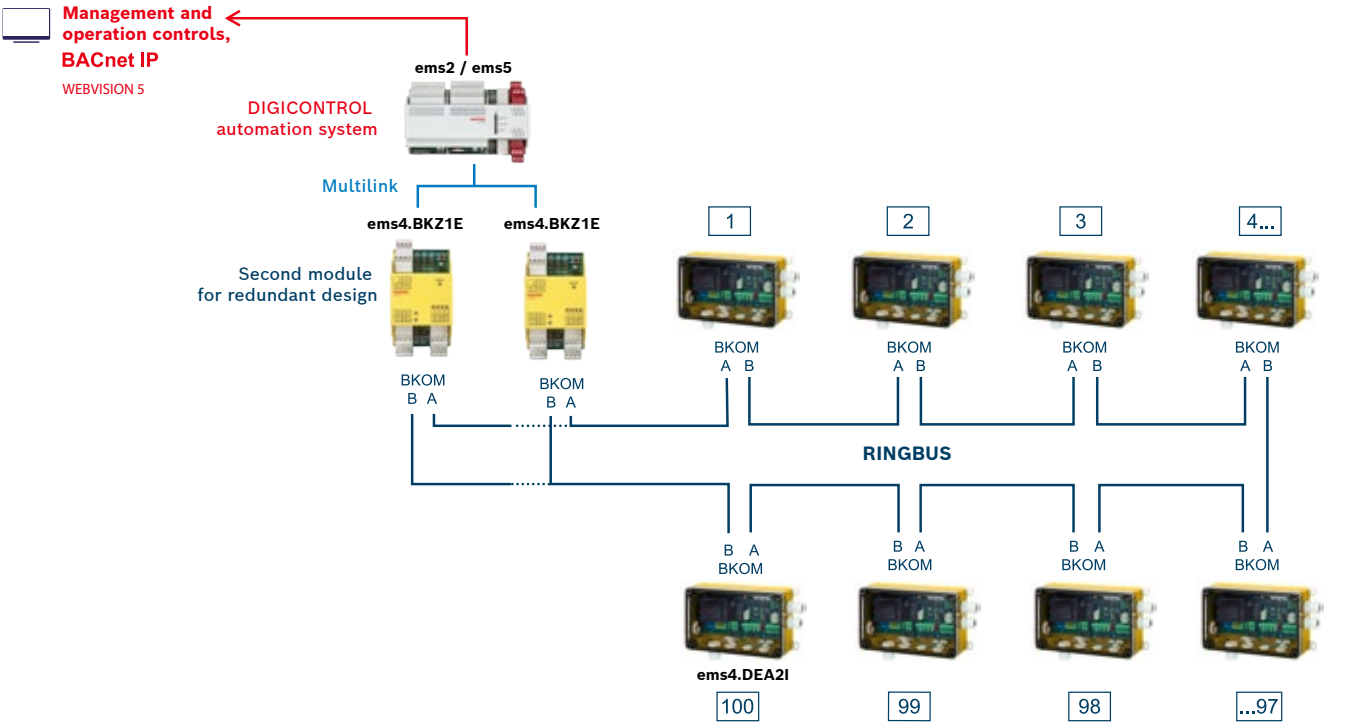 Management and
operation controls,
BACnet IP
WEBVISION 5
ems2 / ems5
DIGICONTROL
automation system
Multilink
ems4.BKZ1E
ems4.BKZ1E
Second module
for redundant design
1
2
3
4...
BKOM
B A
BKOM
B A
BKOM
A B
BKOM
A B
BKOM
A B
BKOM
A B
RINGBUS
B A
BKOM
B A
BKOM
B A
BKOM
B A
BKOM
ems4.DEA2I
100
99
98
...97